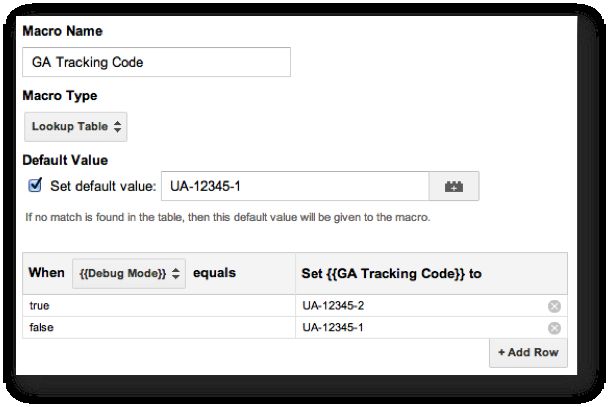 Macro Name
GA Tracking Code
Macro Type
Lookup Table
Default Value
Set default value: UA-12345-1
If no match is found in the table, then this default value will be given to the macro.
When {{Debug Mode}} equals Set {{GA Tracking Code}} to
true UA-12345-2
false UA-12345-1
+ Add Row